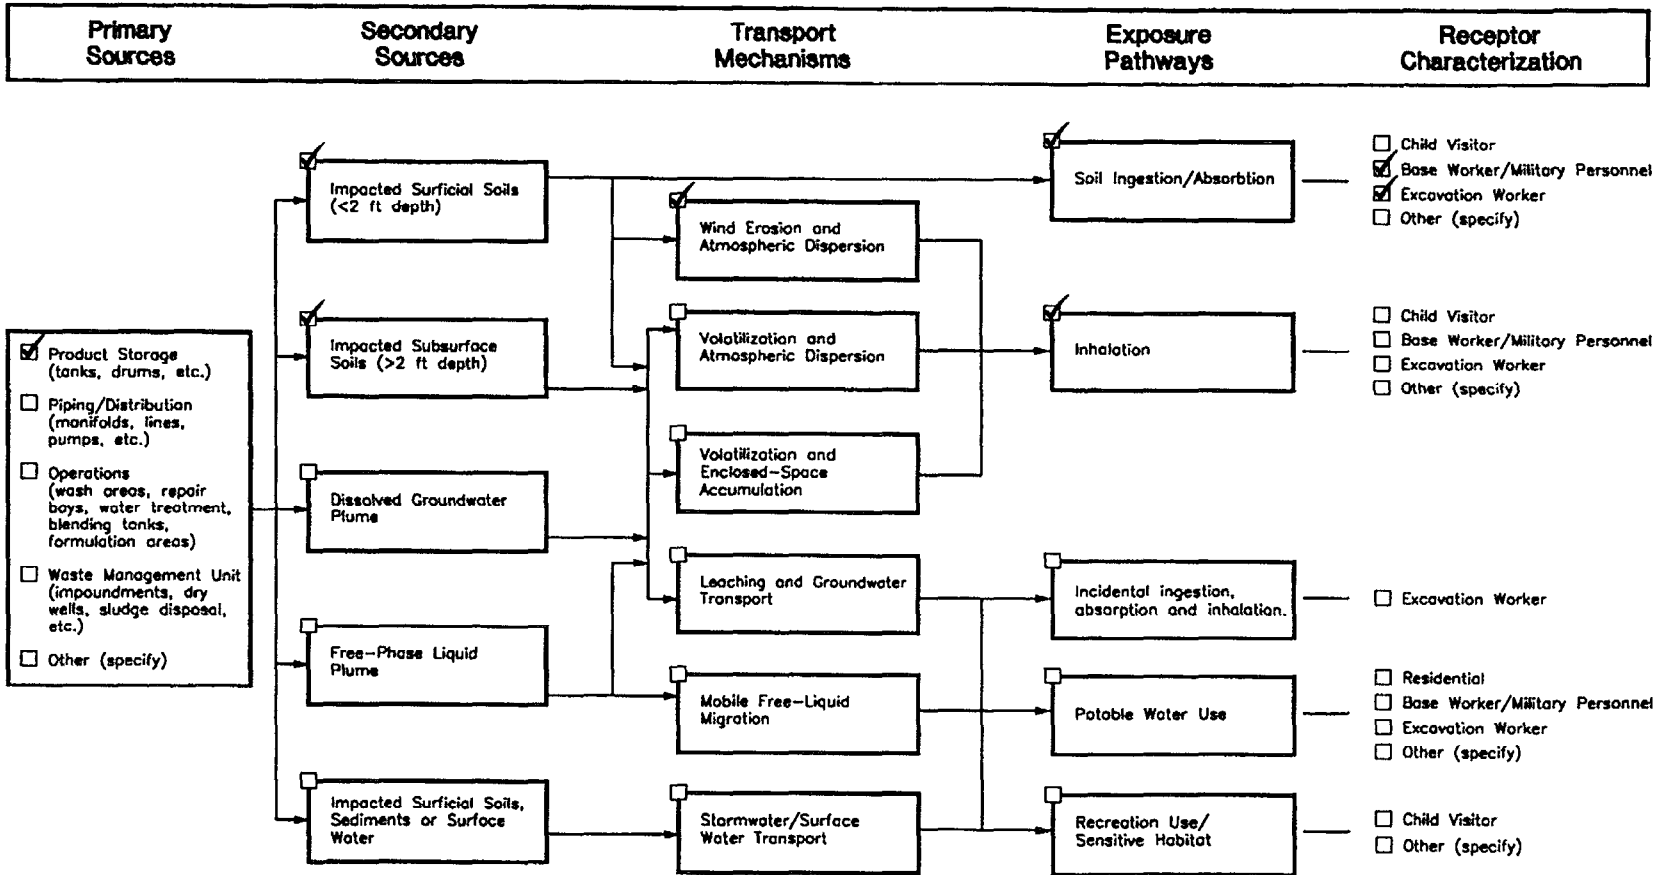 Primary
Sources
Secondary
Sources
Transport
Mechanisms
Exposure
Pathways
Receptor
Characterization
Product Storage
(tanks, drums, etc.)
Piping/Distribution
(manifolds, lines,
pumps, etc.)
Operations
(wash areas, repair
bays, water treatment,
blending tanks,
formulation areas)
Waste Management Unit
(impoundments, dry
wells, sludge disposal,
etc.)
Other (specify)
Impacted Surficial Soils
(<2 ft depth)
Impacted Subsurface
Soils (>2 ft depth)
Dissolved Groundwater
Plume
Free-Phase Liquid
Plume
Impacted Surficial Soils,
Sediments or Surface
Water
Wind Erosion and
Atmospheric Dispersion
Volatilization and
Atmospheric Dispersion
Volatilization and
Enclosed-Space
Accumulation
Leaching and Groundwater
Transport
Mobile Free-Liquid
Migration
Stormwater/Surface
Water Transport
Soil Ingestion/Absorbtion
Inhalation
Incidental ingestion,
absorption and inhalation.
Potable Water Use
Recreation Use/
Sensitive Habitat
Child Visitor
Base Worker/Military Personnel
Excavation Worker
Other (specify)
Child Visitor
Base Worker/Military Personnel
Excavation Worker
Other (specify)
Excavation Worker
Residential
Base Worker/Military Personnel
Excavation Worker
Other (specify)
Child Visitor
Other (specify)